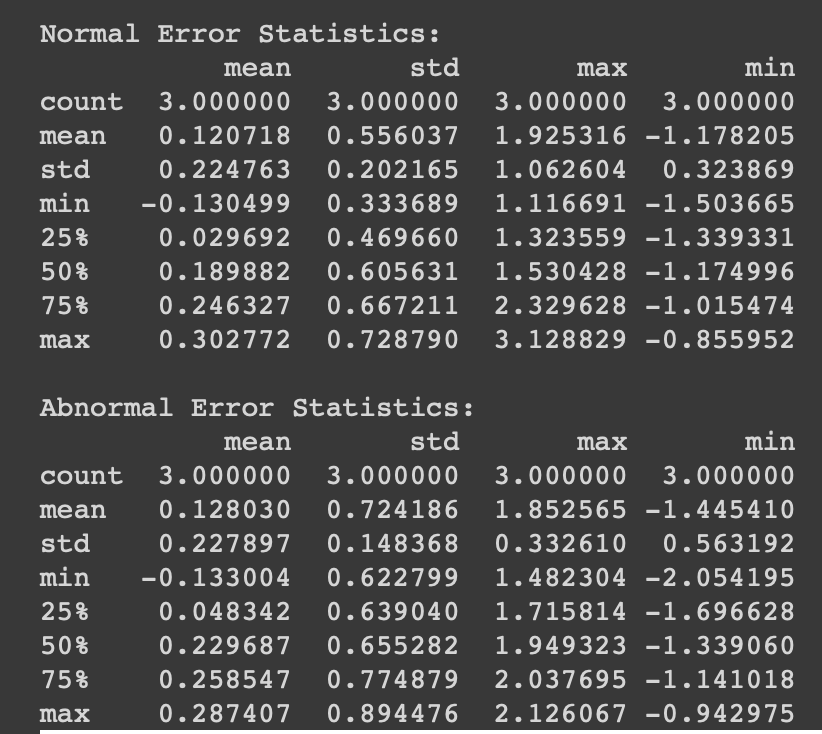 Normal Error Statistics:
mean std max min
count 3.000000 3.000000 3.000000 3.000000
mean 0.120718 0.556037 1.925316 -1.178205
std 0.224763 0.202165 1.062604 0.323869
min -0.130499 0.333689 1.116691 -1.503665
25% 0.029692 0.469660 1.323559 -1.339331
50% 0.189882 0.605631 1.530428 -1.174996
75% 0.246327 0.667211 2.329628 -1.015474
max 0.302772 0.728790 3.128829 -0.855952
Abnormal Error Statistics:
mean std max min
count 3.000000 3.000000 3.000000 3.000000
mean 0.128030 0.724186 1.852565 -1.445410
std 0.227897 0.148368 0.332610 0.563192
min -0.133004 0.622799 1.482304 -2.054195
25% 0.048342 0.639040 1.715814 -1.696628
50% 0.229687 0.655282 1.949323 -1.339060
75% 0.258547 0.774879 2.037695 -1.141018
max 0.287407 0.894476 2.126067 -0.942975